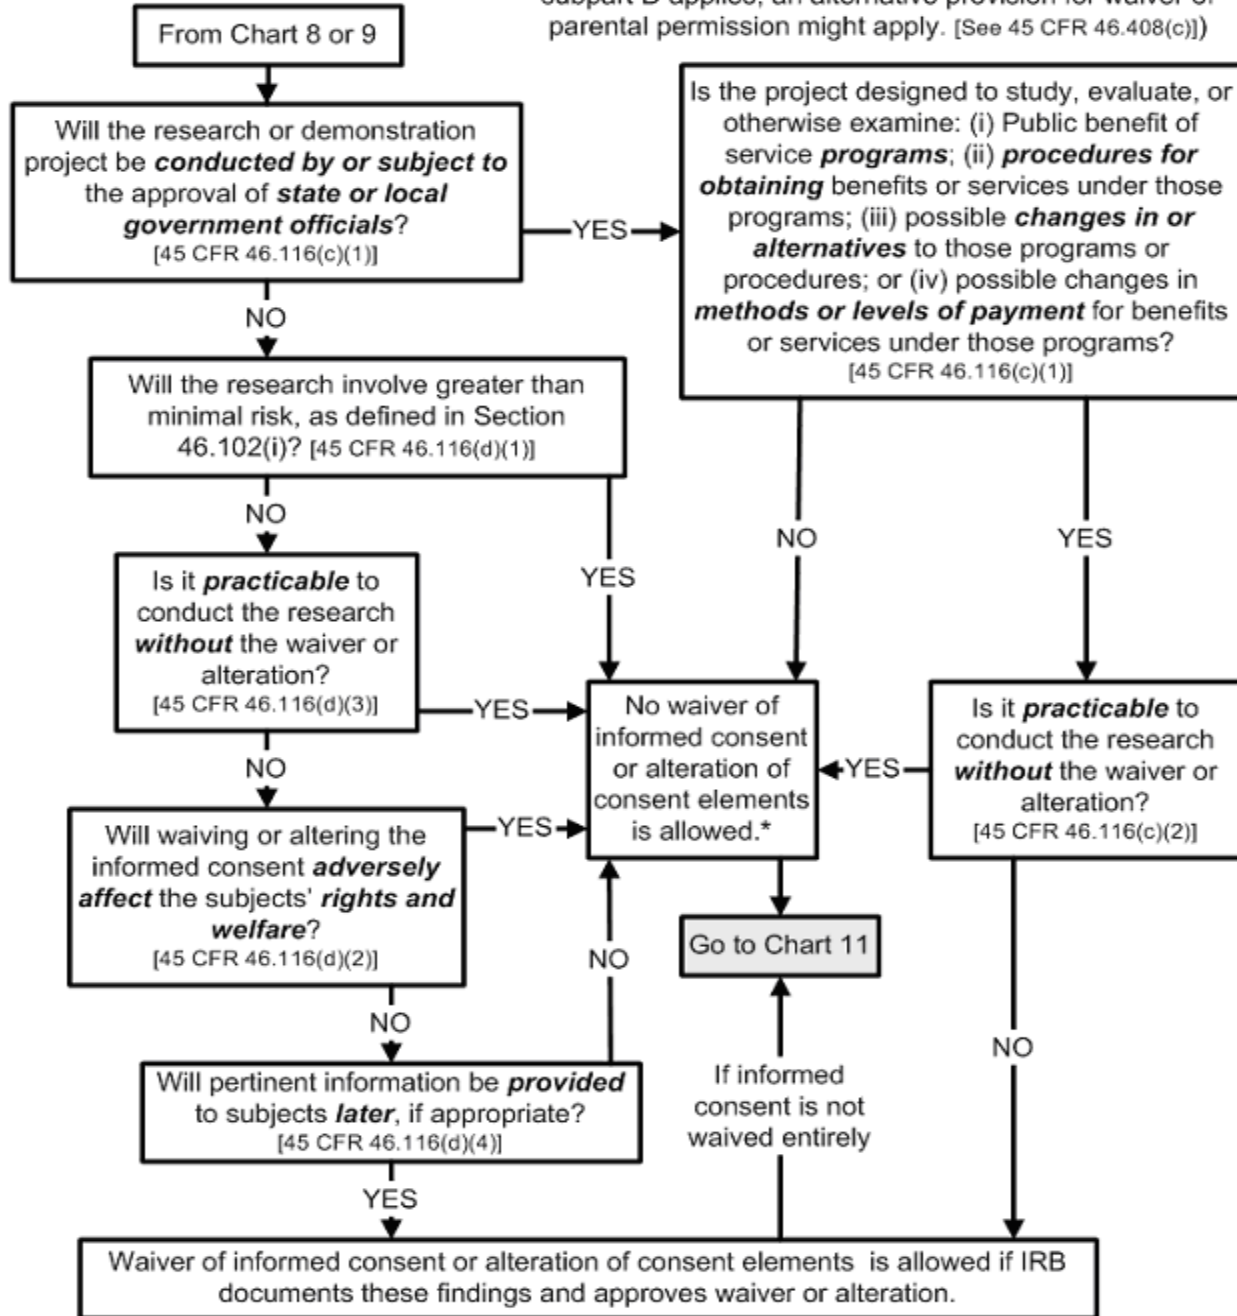 subpart D applies, an alternative provision for waiver of
parental permission might apply. [See 45 CFR 46.408(c)])
From Chart 8 or 9
Will the research or demonstration
project be conducted by or subject to
the approval of state or local
government officials?
[45 CFR 46.116(c)(1)]
YES
Is the project designed to study, evaluate, or
otherwise examine: (i) Public benefit of
service programs; (ii) procedures for
obtaining benefits or services under those
programs; (iii) possible changes in or
alternatives to those programs or
procedures; or (iv) possible changes in
methods or levels of payment for benefits
or services under those programs?
[45 CFR 46.116(c)(1)]
NO
Will the research involve greater than
minimal risk, as defined in Section
46.102(i)? [45 CFR 46.116(d)(1)]
NO
YES
NO
YES
Is it practicable to
conduct the research
without the waiver or
alteration?
[45 CFR 46.116(d)(3)]
YES
No waiver of
informed consent
or alteration of
consent elements
is allowed.*
YES
Is it practicable to
conduct the research
without the waiver or
alteration?
[45 CFR 46.116(c)(2)]
NO
Will waiving or altering the
informed consent adversely
affect the subjects' rights and
welfare?
[45 CFR 46.116(d)(2)]
YES
Go to Chart 11
NO
NO
NO
Will pertinent information be provided
to subjects later, if appropriate?
[45 CFR 46.116(d)(4)]
If informed
consent is not
waived entirely
YES
Waiver of informed consent or alteration of consent elements is allowed if IRB
documents these findings and approves waiver or alteration.